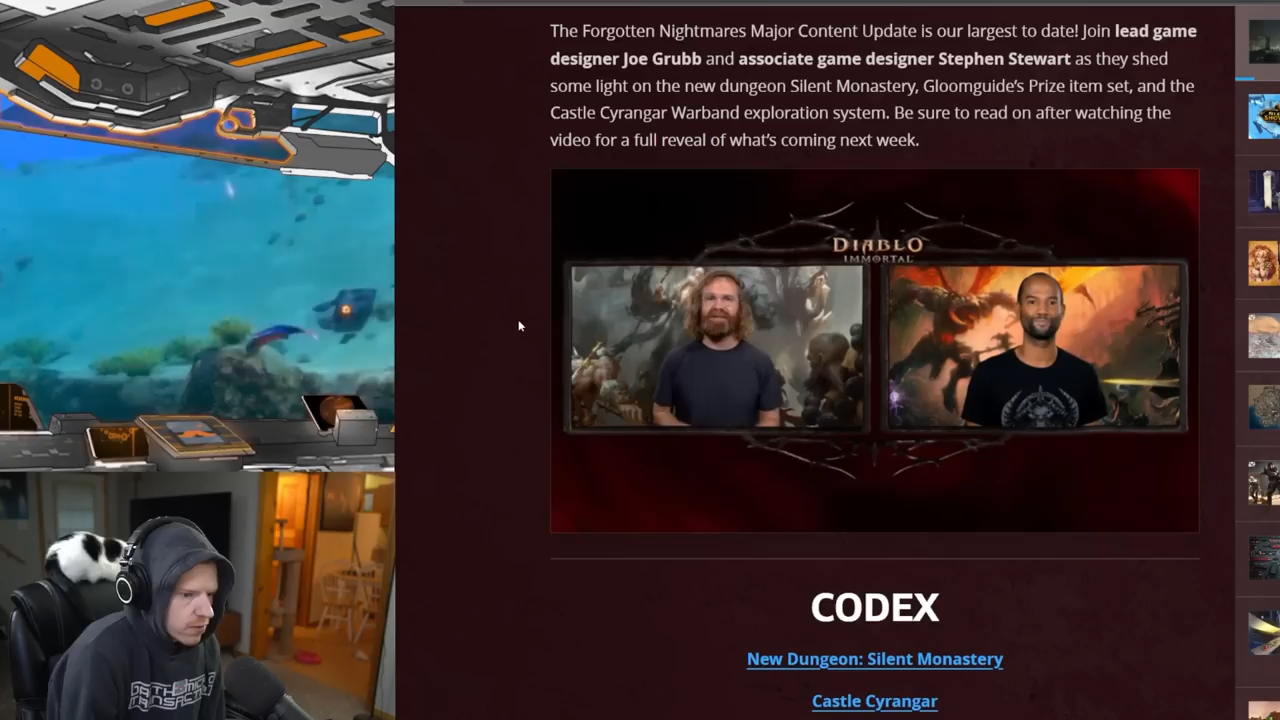 The Forgotten Nightmares Major Content Update is our largest to date! Join lead game
designer Joe Grubb and associate game designer Stephen Stewart as they shed
some light on the new dungeon Silent Monastery, Gloomguide’s Prize item set, and the
Castle Cyrangar Warband exploration system. Be sure to read on after watching the
video for a full reveal of what’s coming next week.
DIABLO
IMMORTAL
CODEX
New Dungeon: Silent Monastery
Castle Cyrangar